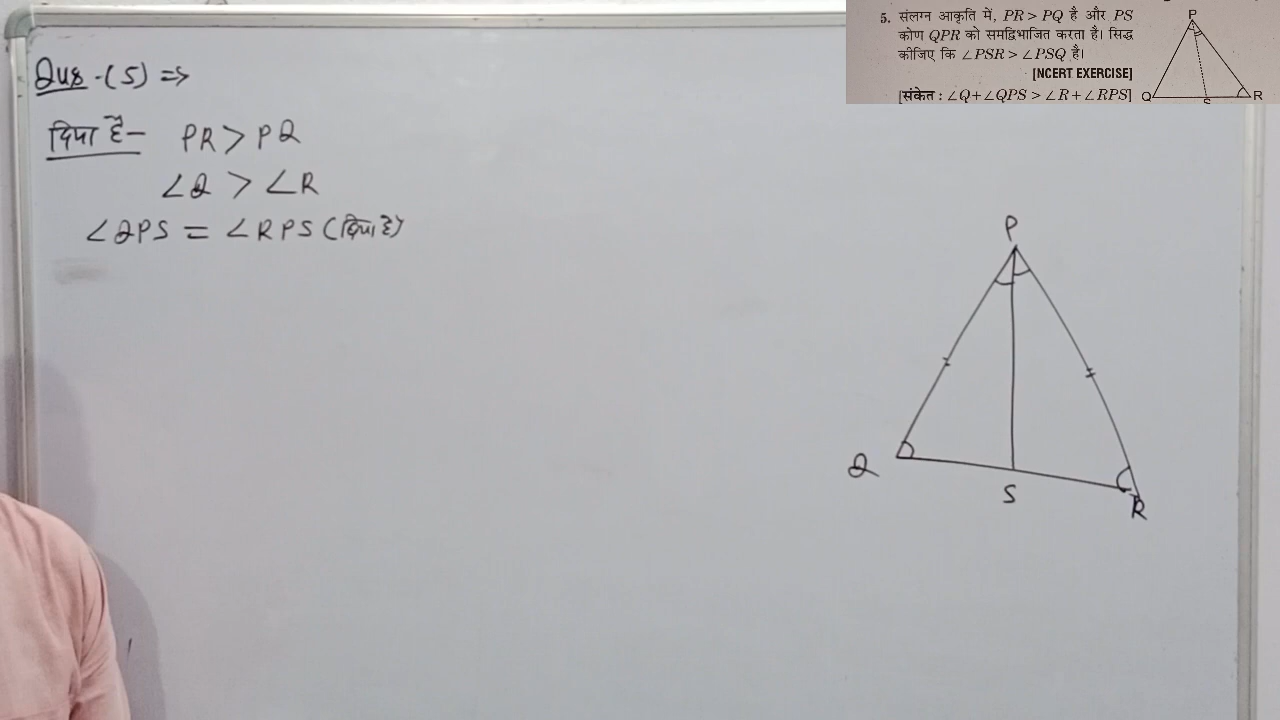 5. संलग्न आकृति में, PR > PQ है और PS
कोण QPR को समद्विभाजित करता है। सिद्ध
कीजिए कि ∠PSR > ∠PSQ है।
[NCERT EXERCISE]
[संकेत : ∠Q+∠QPS > ∠R+∠RPS]
P
Q
S
R
Ques -(5) ⇒
दिया है— PR > PQ
∠Q > ∠R
∠QPS = ∠RPS (दिया है)
P
Q
S
R